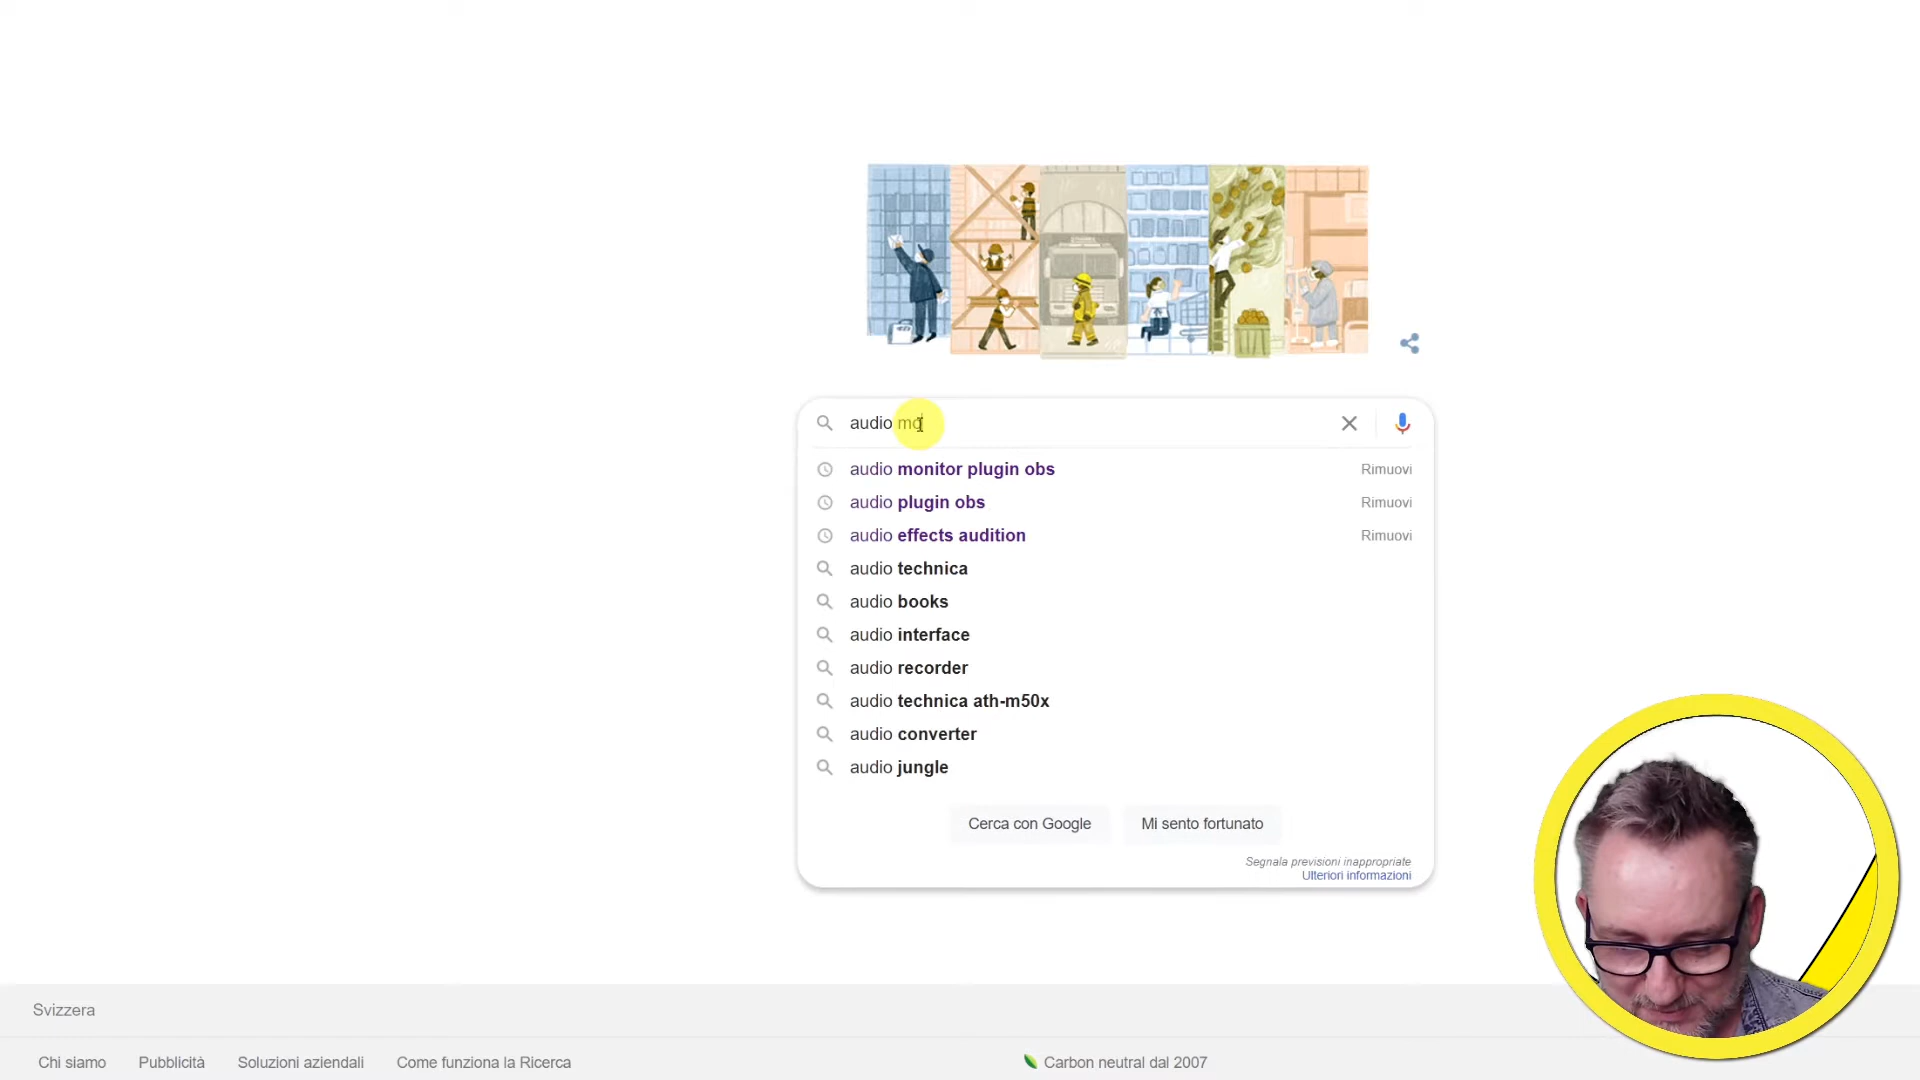 audio mo
audio monitor plugin obs Rimuovi
audio plugin obs Rimuovi
audio effects audition Rimuovi
audio technica
audio books
audio interface
audio recorder
audio technica ath-m50x
audio converter
audio jungle
Cerca con Google Mi sento fortunato
Segnala previsioni inappropriate
Ulteriori informazioni
Svizzera
Chi siamo Pubblicità Soluzioni aziendali Come funziona la Ricerca Carbon neutral dal 2007